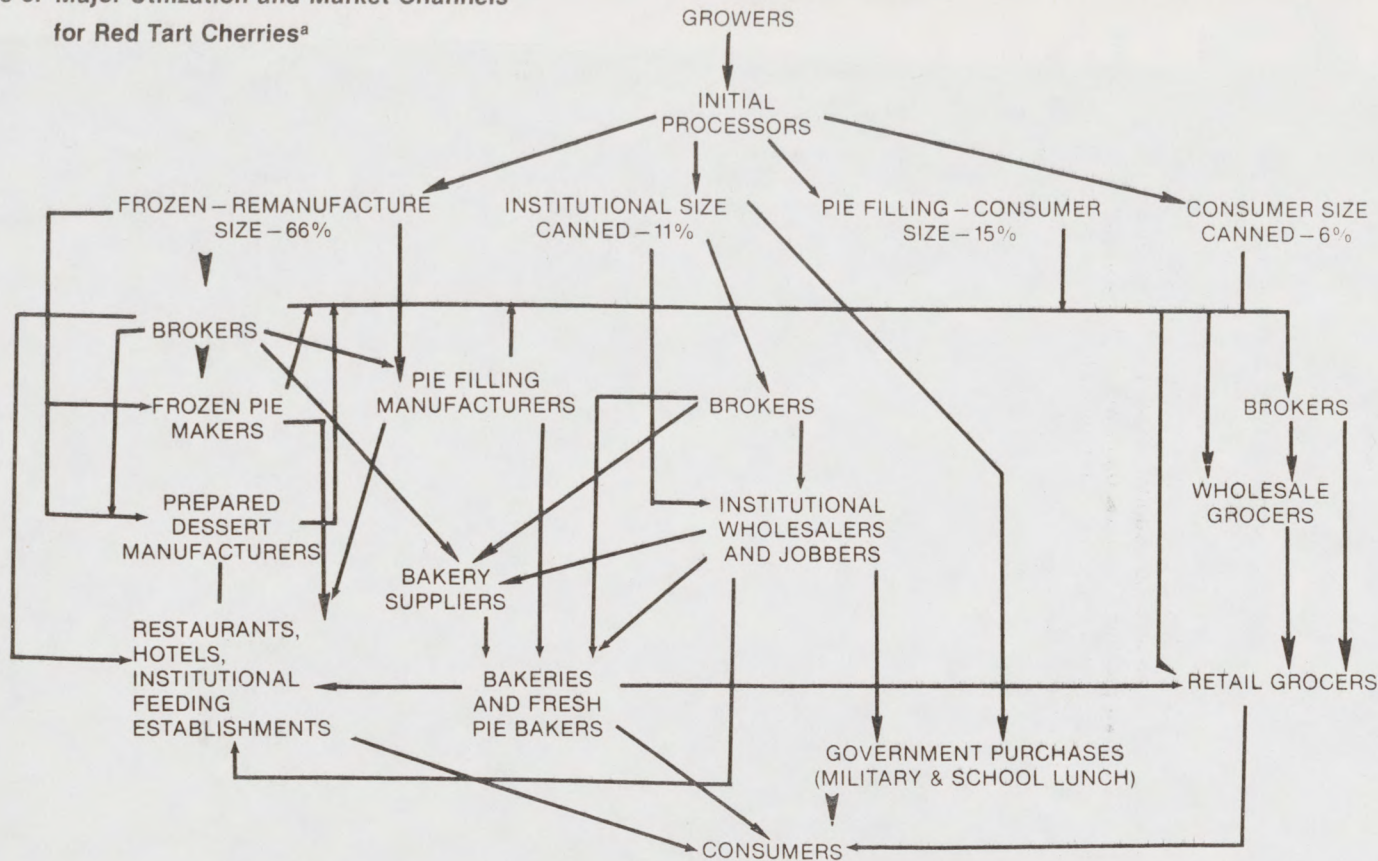 Major Utilization and Market Channels
for Red Tart Cherriesª
GROWERS
INITIAL
PROCESSORS
FROZEN – REMANUFACTURE
SIZE – 66%
INSTITUTIONAL SIZE
CANNED – 11%
PIE FILLING – CONSUMER
SIZE – 15%
CONSUMER SIZE
CANNED – 6%
BROKERS
PIE FILLING
MANUFACTURERS
FROZEN PIE
MAKERS
BROKERS
BROKERS
PREPARED
DESSERT
MANUFACTURERS
INSTITUTIONAL
WHOLESALERS
AND JOBBERS
WHOLESALE
GROCERS
BAKERY
SUPPLIERS
RESTAURANTS,
HOTELS,
INSTITUTIONAL
FEEDING
ESTABLISHMENTS
BAKERIES
AND FRESH
PIE BAKERS
RETAIL GROCERS
GOVERNMENT PURCHASES
(MILITARY & SCHOOL LUNCH)
CONSUMERS